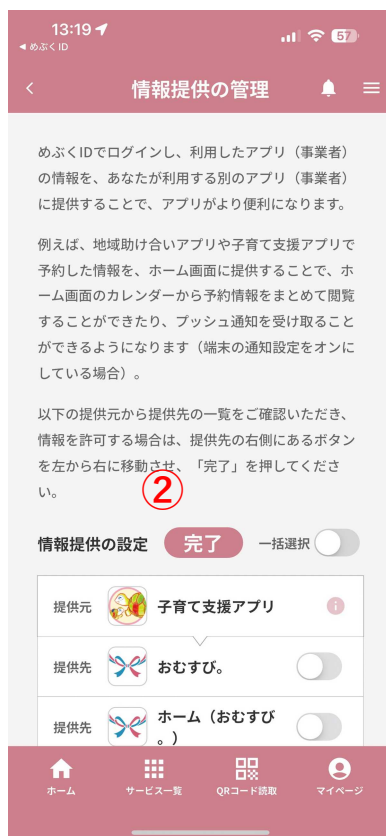 13:19
57
◀ めぶくID
情報提供の管理
めぶくIDでログインし、利用したアプリ（事業者）
の情報を、あなたが利用する別のアプリ（事業者）
に提供することで、アプリがより便利になります。
例えば、地域助け合いアプリや子育て支援アプリで
予約した情報を、ホーム画面に提供することで、ホ
ーム画面のカレンダーから予約情報をまとめて閲覧
することができたり、プッシュ通知を受け取ること
ができるようになります（端末の通知設定をオンに
している場合）。
以下の提供元から提供先の一覧をご確認いただき、
情報を許可する場合は、提供先の右側にあるボタン
を左から右に移動させ、「完了」を押してくださ
い。
②
情報提供の設定 完了 一括選択
提供元 子育て支援アプリ
提供先 おむすび。
提供先 ホーム（おむすび
。）
ホーム サービス一覧 QRコード読取 マイページ